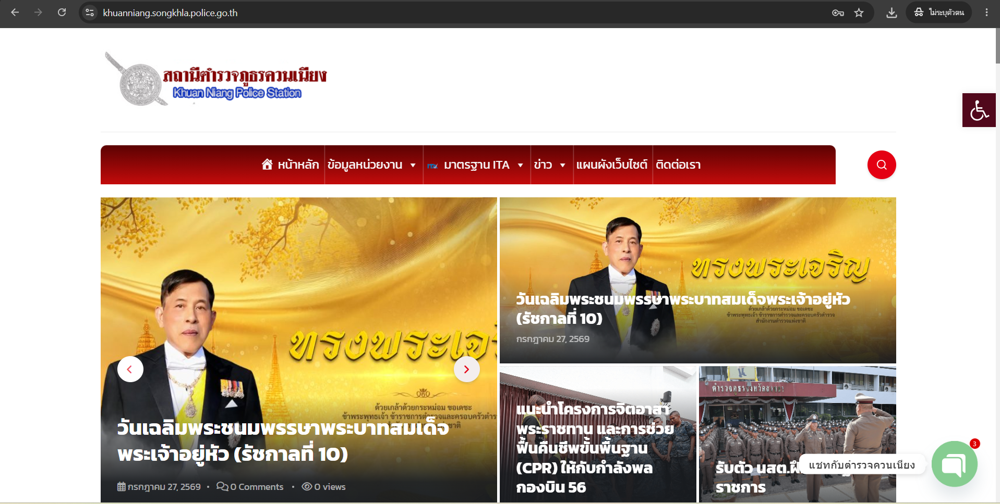 khuanniang.songkhla.police.go.th
ไม่ระบุตัวตน
สถานีตำรวจภูธรควนเนียง
Khuan Niang Police Station
หน้าหลัก
ข้อมูลหน่วยงาน
ITA มาตรฐาน ITA
ข่าว
แผนผังเว็บไซต์
ติดต่อเรา
ทรงพระเจริ
ด้วยเกล้าด้วยกระหม่อม ขอเดชะ
ข้าพระพุทธเจ้า ข้าราชการตำรวจและครอบครัวตำร
วันเฉลิมพระชนมพรรษาพระบาทสมเด็จ
พระเจ้าอยู่หัว (รัชกาลที่ 10)
กรกฎาคม 27, 2569 • 0 Comments • 0 views
ทรงพระเจริญ
วันเฉลิมพระชนมพรรษาพระบาทสมเด็จพระเจ้าอยู่หัว
(รัชกาลที่ 10)
ด้วยเกล้าด้วยกระหม่อม ขอเดชะ
ข้าพระพุทธเจ้า ข้าราชการตำรวจและครอบครัวตำรวจ
สำนักงานตำรวจแห่งชาติ
กรกฎาคม 27, 2569
แนะนำโครงการจิตอาสา
พระราชทาน และการช่วย
ฟื้นคืนชีพขั้นพื้นฐาน
(CPR) ให้กับกำลังพล
กองบิน 56
ตำรวจภูธรจังหวัด
รับตัว นสต.ฝึ
ราชการ
แชทกับตำรวจควนเนียง
3